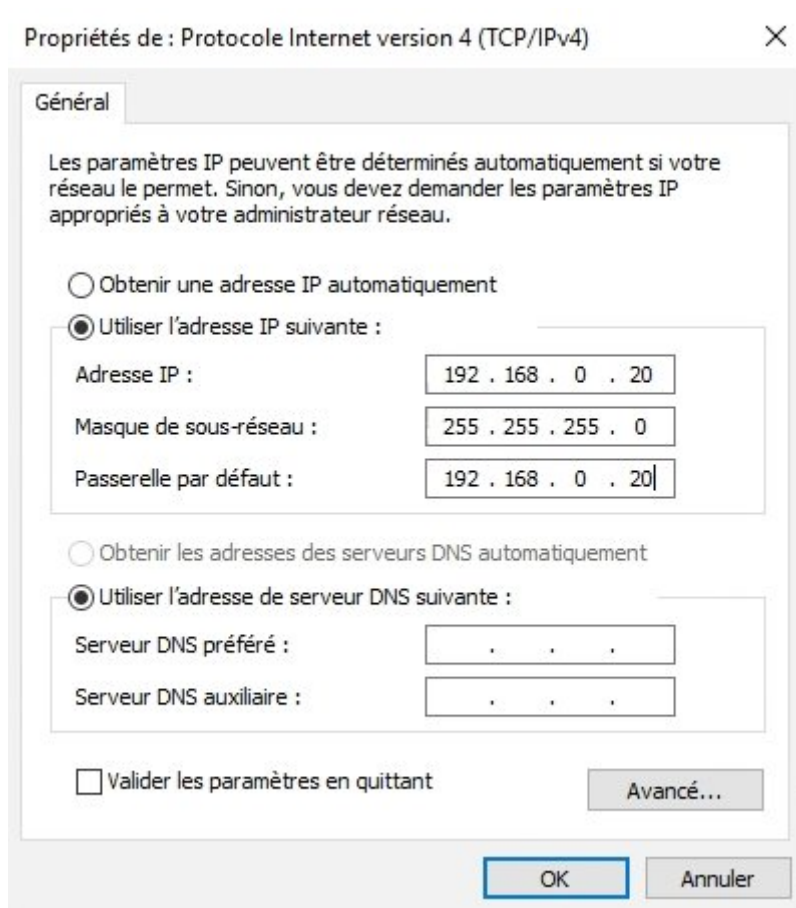 Propriétés de : Protocole Internet version 4 (TCP/IPv4)
Général
Les paramètres IP peuvent être déterminés automatiquement si votre
réseau le permet. Sinon, vous devez demander les paramètres IP
appropriés à votre administrateur réseau.
Obtenir une adresse IP automatiquement
Utiliser l'adresse IP suivante :
Adresse IP : 192 . 168 . 0 . 20
Masque de sous-réseau : 255 . 255 . 255 . 0
Passerelle par défaut : 192 . 168 . 0 . 20
Obtenir les adresses des serveurs DNS automatiquement
Utiliser l'adresse de serveur DNS suivante :
Serveur DNS préféré : . . .
Serveur DNS auxiliaire : . . .
Valider les paramètres en quittant
Avancé...
OK Annuler